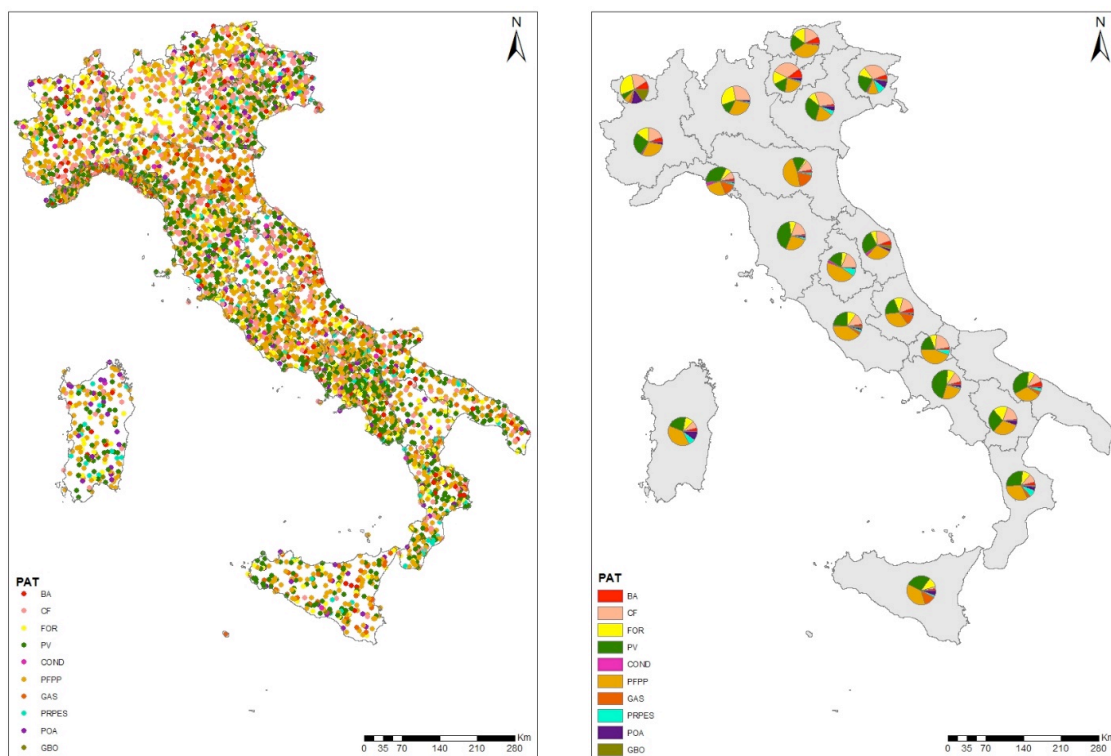 N
PAT
BA
CF
FOR
PV
COND
PFPP
GAS
PRPES
POA
GBO
Km
0 35 70 140 210 280
N
PAT
BA
CF
FOR
PV
COND
PFPP
GAS
PRPES
POA
GBO
Km
0 35 70 140 210 280